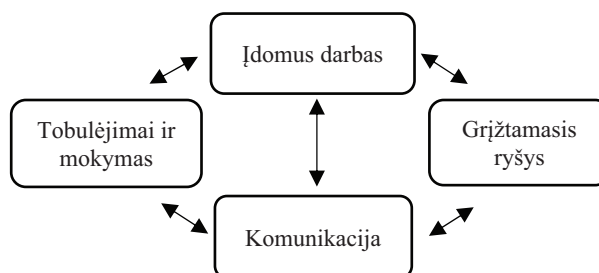 Įdomus darbas
Tobulėjimai ir
mokymas
Grįžtamasis
ryšys
Komunikacija